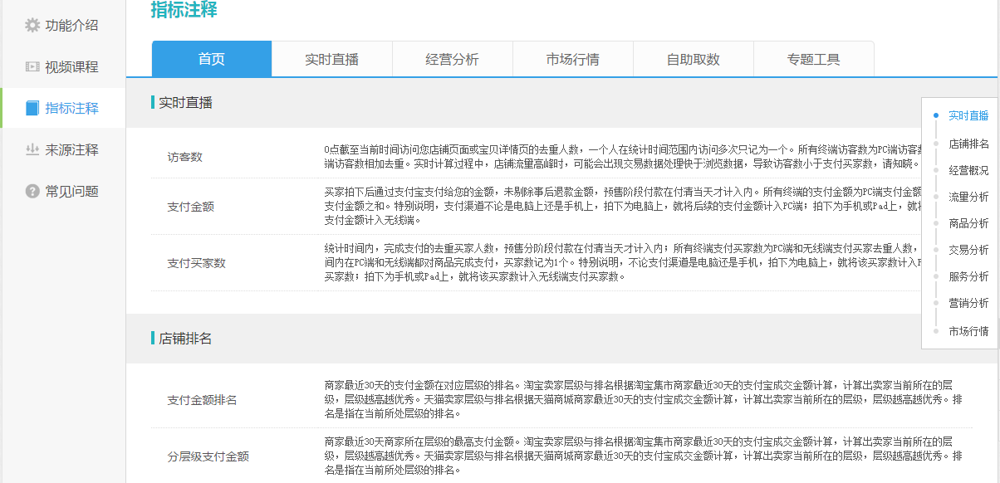 功能介绍
视频课程
指标注释
来源注释
常见问题
指标注释
首页
实时直播
经营分析
市场行情
自助取数
专题工具
实时直播
访客数
0点截至当前时间访问您店铺页面或宝贝详情页的去重人数，一个人在统计时间范围内访问多次只记为一个。所有终端访客数为PC端访客数
端访客数相加去重。实时计算过程中，店铺流量高峰时，可能会出现交易数据处理快于浏览数据，导致访客数小于支付买家数，请知晓。
支付金额
买家拍下后通过支付宝支付给您的金额，未剔除事后退款金额，预售阶段付款在付清当天才计入内。所有终端的支付金额为PC端支付金额
支付金额之和。特别说明，支付渠道不论是电脑上还是手机上，拍下为电脑上，就将后续的支付金额计入PC端；拍下为手机或Pad上，就将
支付金额计入无线端。
支付买家数
统计时间内，完成支付的去重买家人数，预售分阶段付款在付清当天才计入内；所有终端支付买家数为PC端和无线端支付买家去重人数，
间内在PC端和无线端都对商品完成支付，买家数记为1个。特别说明，不论支付渠道是电脑还是手机，拍下为电脑上，就将该买家数计入P
买家数；拍下为手机或Pad上，就将该买家数计入无线端支付买家数。
店铺排名
支付金额排名
商家最近30天的支付金额在对应层级的排名。淘宝卖家层级与排名根据淘宝集市商家最近30天的支付宝成交金额计算，计算出卖家当前所在的层
级，层级越高越优秀。天猫卖家层级与排名根据天猫商城商家最近30天的支付宝成交金额计算，计算出卖家当前所在的层级，层级越高越优秀。排
名是指在当前所处层级的排名。
分层级支付金额
商家最近30天商家所在层级的最高支付金额。淘宝卖家层级与排名根据淘宝集市商家最近30天的支付宝成交金额计算，计算出卖家当前所在的层
级，层级越高越优秀。天猫卖家层级与排名根据天猫商城商家最近30天的支付宝成交金额计算，计算出卖家当前所在的层级，层级越高越优秀。排
名是指在当前所处层级的排名。
实时直播
店铺排名
经营概况
流量分析
商品分析
交易分析
服务分析
营销分析
市场行情